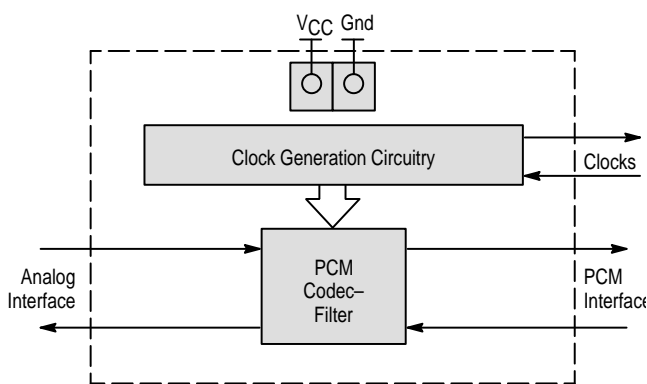 VCC Gnd
Clock Generation Circuitry
Clocks
Analog
Interface
PCM
Codec–
Filter
PCM
Interface